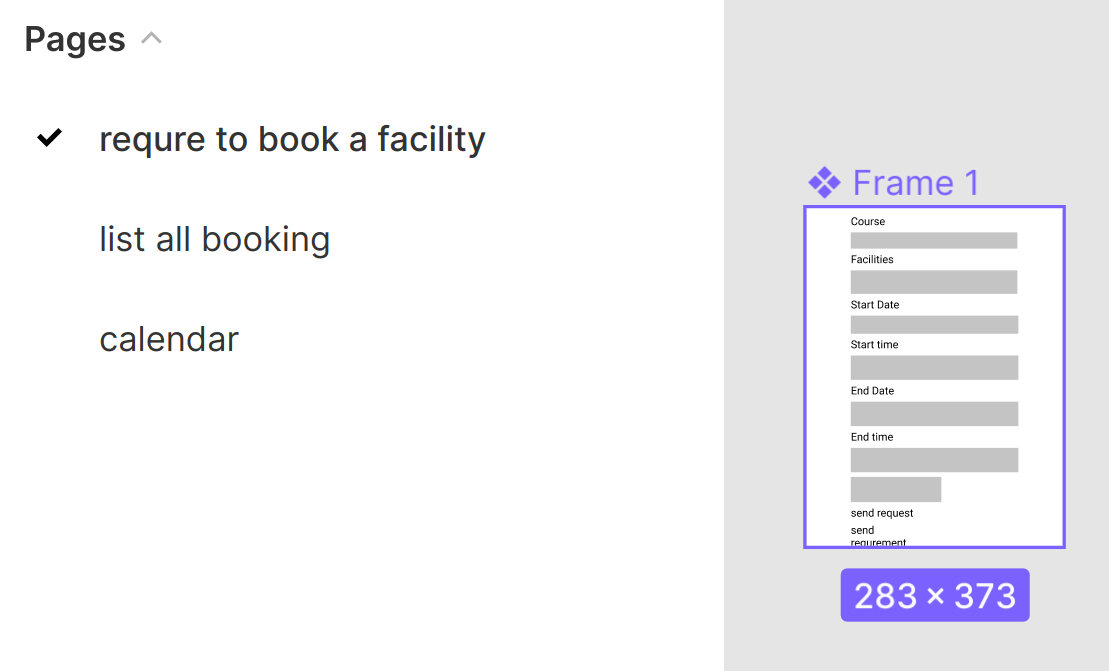 Pages
requre to book a facility
list all booking
calendar
Frame 1
Course
Facilities
Start Date
Start time
End Date
End time
send request
send
requrement
283 × 373